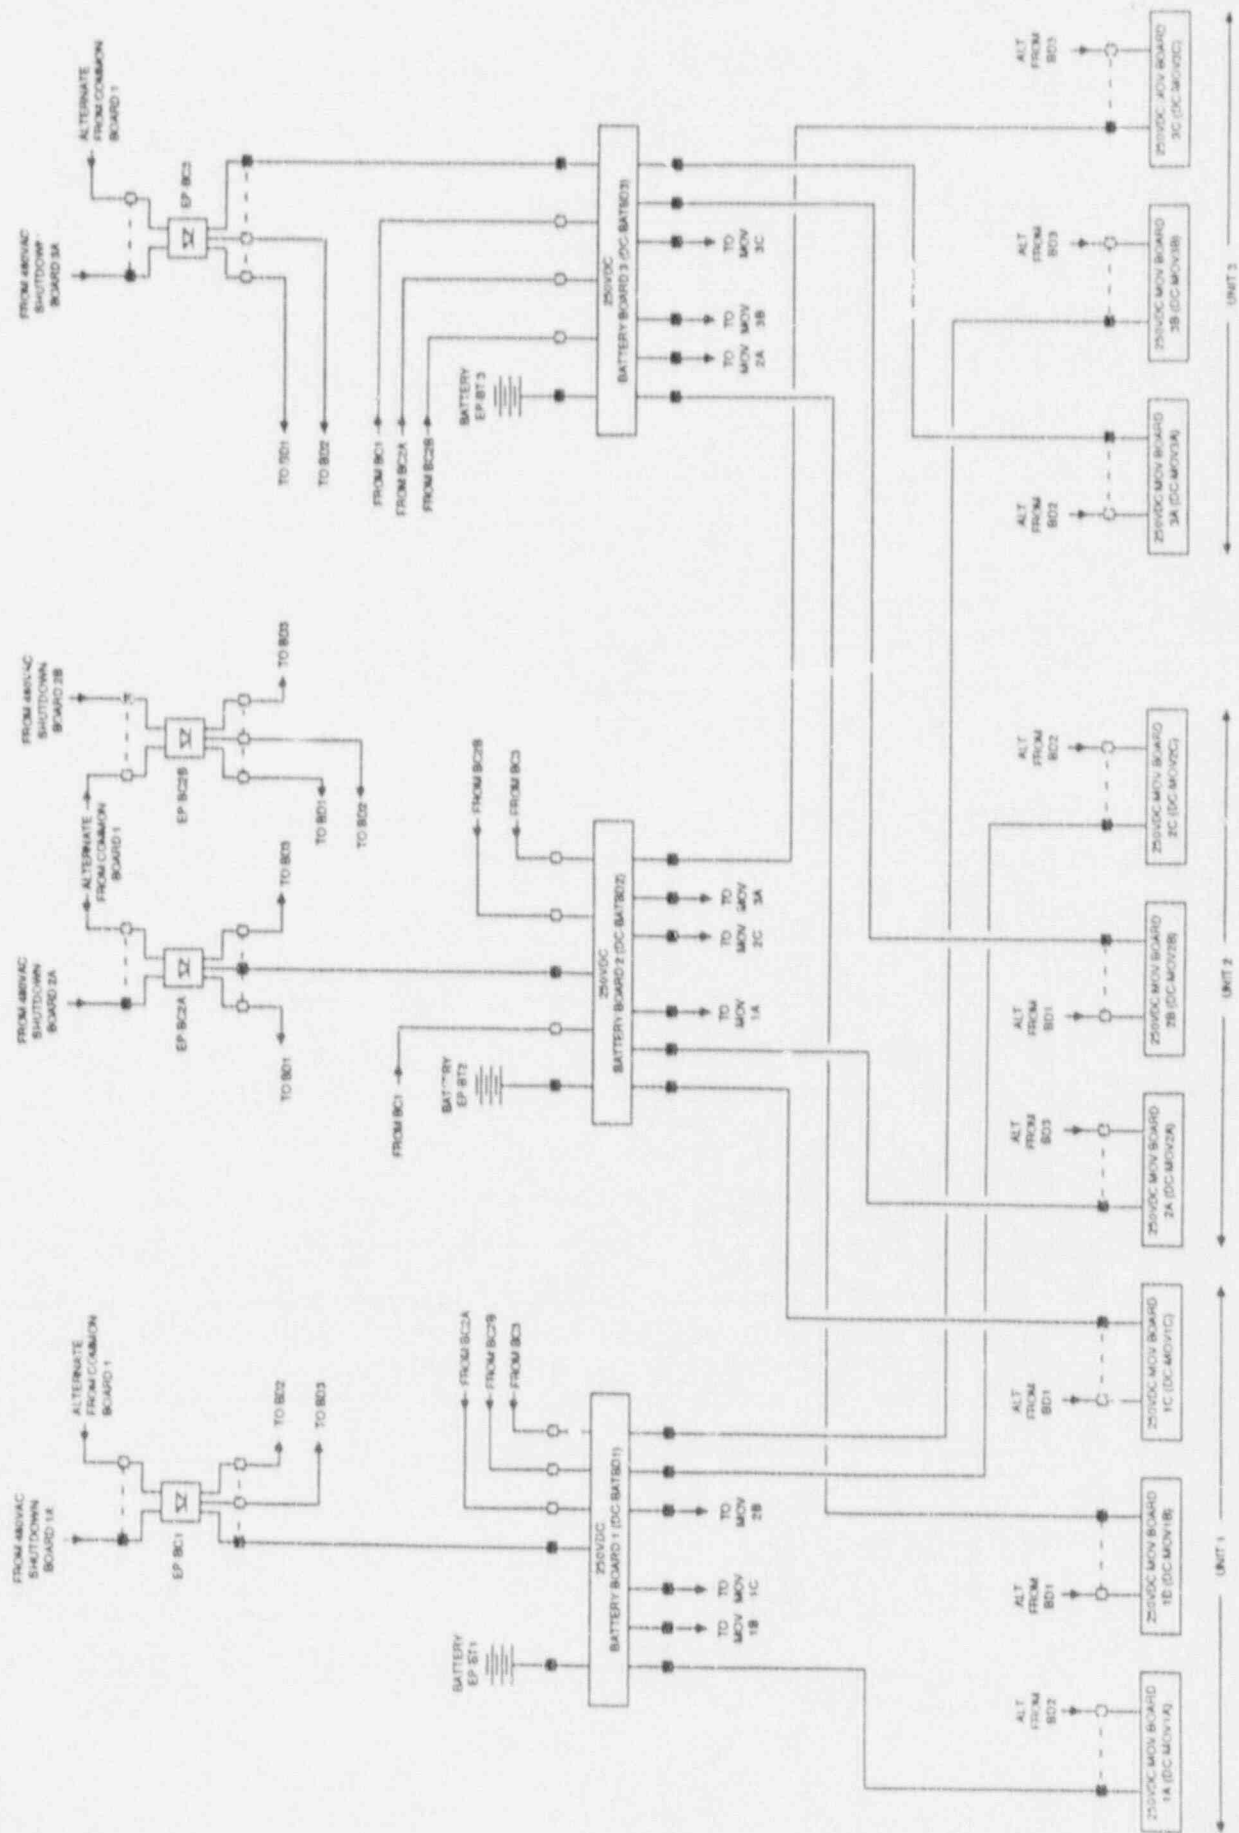 FROM 480VAC
SHUTDOWN
BOARD 1A
ALTERNATE
FROM COMMON
BOARD 1
FROM 480VAC
SHUTDOWN
BOARD 2A
ALTERNATE
FROM COMMON
BOARD 1
FROM 480VAC
SHUTDOWN
BOARD 2B
FROM 480VAC
SHUTDOWN
BOARD 3A
ALTERNATE
FROM COMMON
BOARD 1
EP BC1
EP BC2A
EP BC2B
EP BC3
TO BD2
TO BD3
TO BD1
TO BD3
TO BD1
TO BD2
TO BD3
TO BD1
TO BD2
BATTERY
EP BT1
FROM BC2A
FROM BC2B
FROM BC3
FROM BC1
BATTERY
EP BT2
FROM BC2B
FROM BC3
FROM BC1
FROM BC2A
FROM BC2B
BATTERY
EP BT3
250VDC
BATTERY BOARD 1 (DC BATBD1)
250VDC
BATTERY BOARD 2 (DC BATBD2)
250VDC
BATTERY BOARD 3 (DC BATBD3)
TO
MOV
1B
TO
MOV
1C
TO
MOV
2B
TO
MOV
1A
TO
MOV
2C
TO
MOV
3A
TO
MOV
2A
TO
MOV
3B
TO
MOV
3C
ALT
FROM
BD2
ALT
FROM
BD1
ALT
FROM
BD1
ALT
FROM
BD3
ALT
FROM
BD1
ALT
FROM
BD2
ALT
FROM
BD2
ALT
FROM
BD3
ALT
FROM
BD3
250VDC MOV BOARD
1A (DC MOV1A)
250VDC MOV BOARD
1D (DC MOV1B)
250VDC MOV BOARD
1C (DC MOV1C)
250VDC MOV BOARD
2A (DC MOV2A)
250VDC MOV BOARD
2B (DC MOV2B)
250VDC MOV BOARD
2C (DC MOV2C)
250VDC MOV BOARD
3A (DC MOV3A)
250VDC MOV BOARD
3B (DC MOV3B)
250VDC MOV BOARD
3C (DC MOV3C)
UNIT 1
UNIT 2
UNIT 3